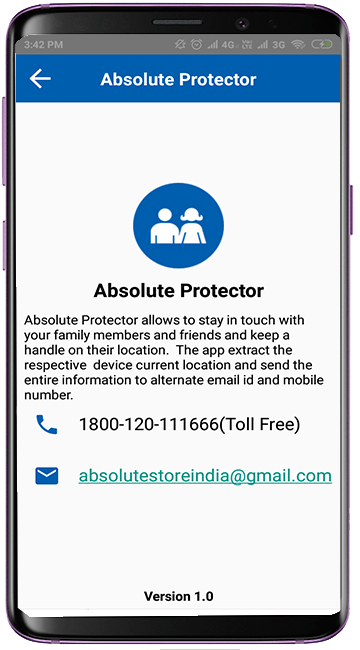 3:42 PM 4G VoLTE 3G
Absolute Protector
Absolute Protector
Absolute Protector allows to stay in touch with
your family members and friends and keep a
handle on their location. The app extract the
respective device current location and send the
entire information to alternate email id and mobile
number.
1800-120-111666(Toll Free)
absolutestoreindia@gmail.com
Version 1.0